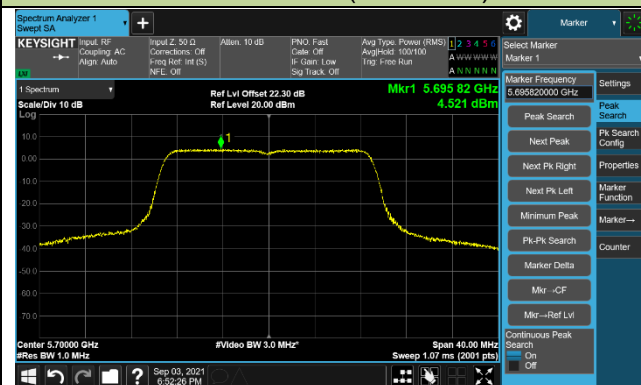 Spectrum Analyzer 1
Swept SA
Marker
KEYSIGHT
Input: RF
Coupling: AC
Align: Auto
Input Z: 50 Ω
Corrections: Off
Freq Ref: Int (S)
NFE: Off
Atten: 10 dB
PNO: Fast
Gate: Off
IF Gain: Low
Sig Track: Off
Avg Type: Power (RMS)
Avg|Hold: 100/100
Trig: Free Run
1 2 3 4 5 6
A W W W W W
A N N N N N
Select Marker
Marker 1
1 Spectrum
Scale/Div 10 dB
Log
Ref Lvl Offset 22.30 dB
Ref Level 20.00 dBm
Mkr1 5.695 82 GHz
4.521 dBm
Marker Frequency
5.695820000 GHz
Settings
Peak Search
Peak
Search
Next Peak
Pk Search
Config
Next Pk Right
Properties
Next Pk Left
Marker
Function
Minimum Peak
Marker→
Pk-Pk Search
Counter
Marker Delta
Mkr→CF
Mkr→Ref Lvl
Continuous Peak
Search
On
Off
10.0
0.00
-10.0
-20.0
-30.0
-40.0
-50.0
-60.0
-70.0
1
Center 5.70000 GHz
#Res BW 1.0 MHz
#Video BW 3.0 MHz*
Span 40.00 MHz
Sweep 1.07 ms (2001 pts)
Sep 03, 2021
6:52:26 PM